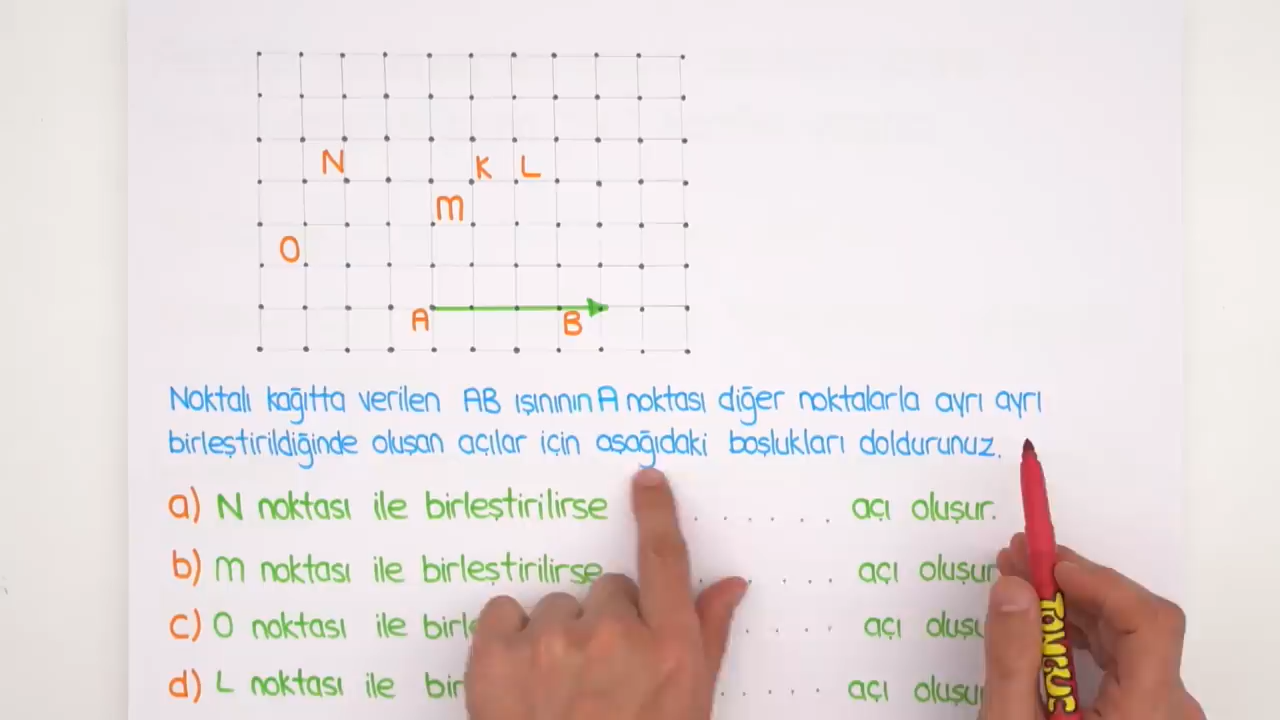 N K L
M
O
A B
Noktalı kağıtta verilen AB ışınının A noktası diğer noktalarla ayrı ayrı
birleştirildiğinde oluşan açılar için aşağıdaki boşlukları doldurunuz.
a) N noktası ile birleştirilirse ...... açı oluşur.
b) M noktası ile birleştirilirse .... açı oluşur
c) O noktası ile .... açı
d) L noktası ile ..... açı oluşur